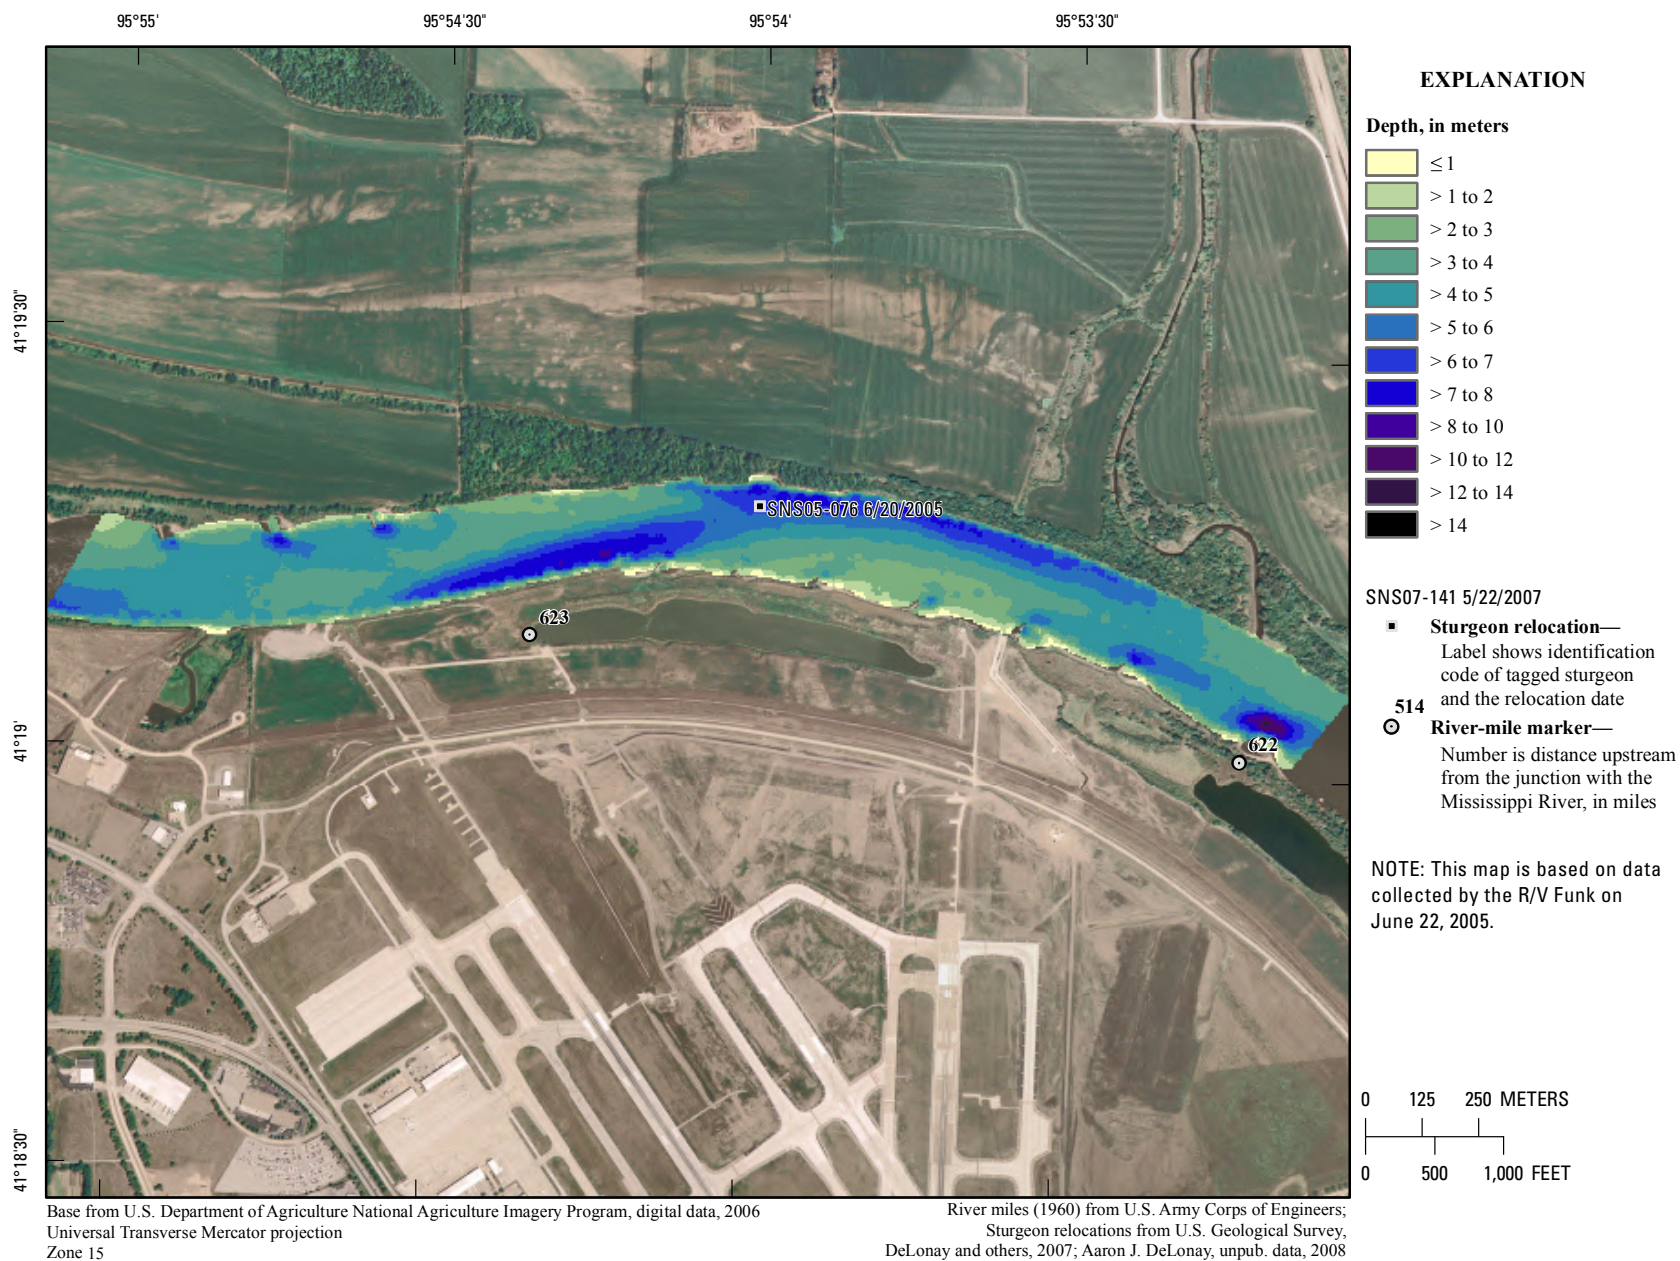 95°55'
95°54'30"
95°54'
95°53'30"
41°19'30"
41°19'
41°18'30"
SNS05-076 6/20/2005
623
622
EXPLANATION
Depth, in meters
≤ 1
> 1 to 2
> 2 to 3
> 3 to 4
> 4 to 5
> 5 to 6
> 6 to 7
> 7 to 8
> 8 to 10
> 10 to 12
> 12 to 14
> 14
SNS07-141 5/22/2007
Sturgeon relocation—
Label shows identification
code of tagged sturgeon
and the relocation date
514
River-mile marker—
Number is distance upstream
from the junction with the
Mississippi River, in miles
NOTE: This map is based on data
collected by the R/V Funk on
June 22, 2005.
0 125 250 METERS
0 500 1,000 FEET
Base from U.S. Department of Agriculture National Agriculture Imagery Program, digital data, 2006
Universal Transverse Mercator projection
Zone 15
River miles (1960) from U.S. Army Corps of Engineers;
Sturgeon relocations from U.S. Geological Survey,
DeLonay and others, 2007; Aaron J. DeLonay, unpub. data, 2008